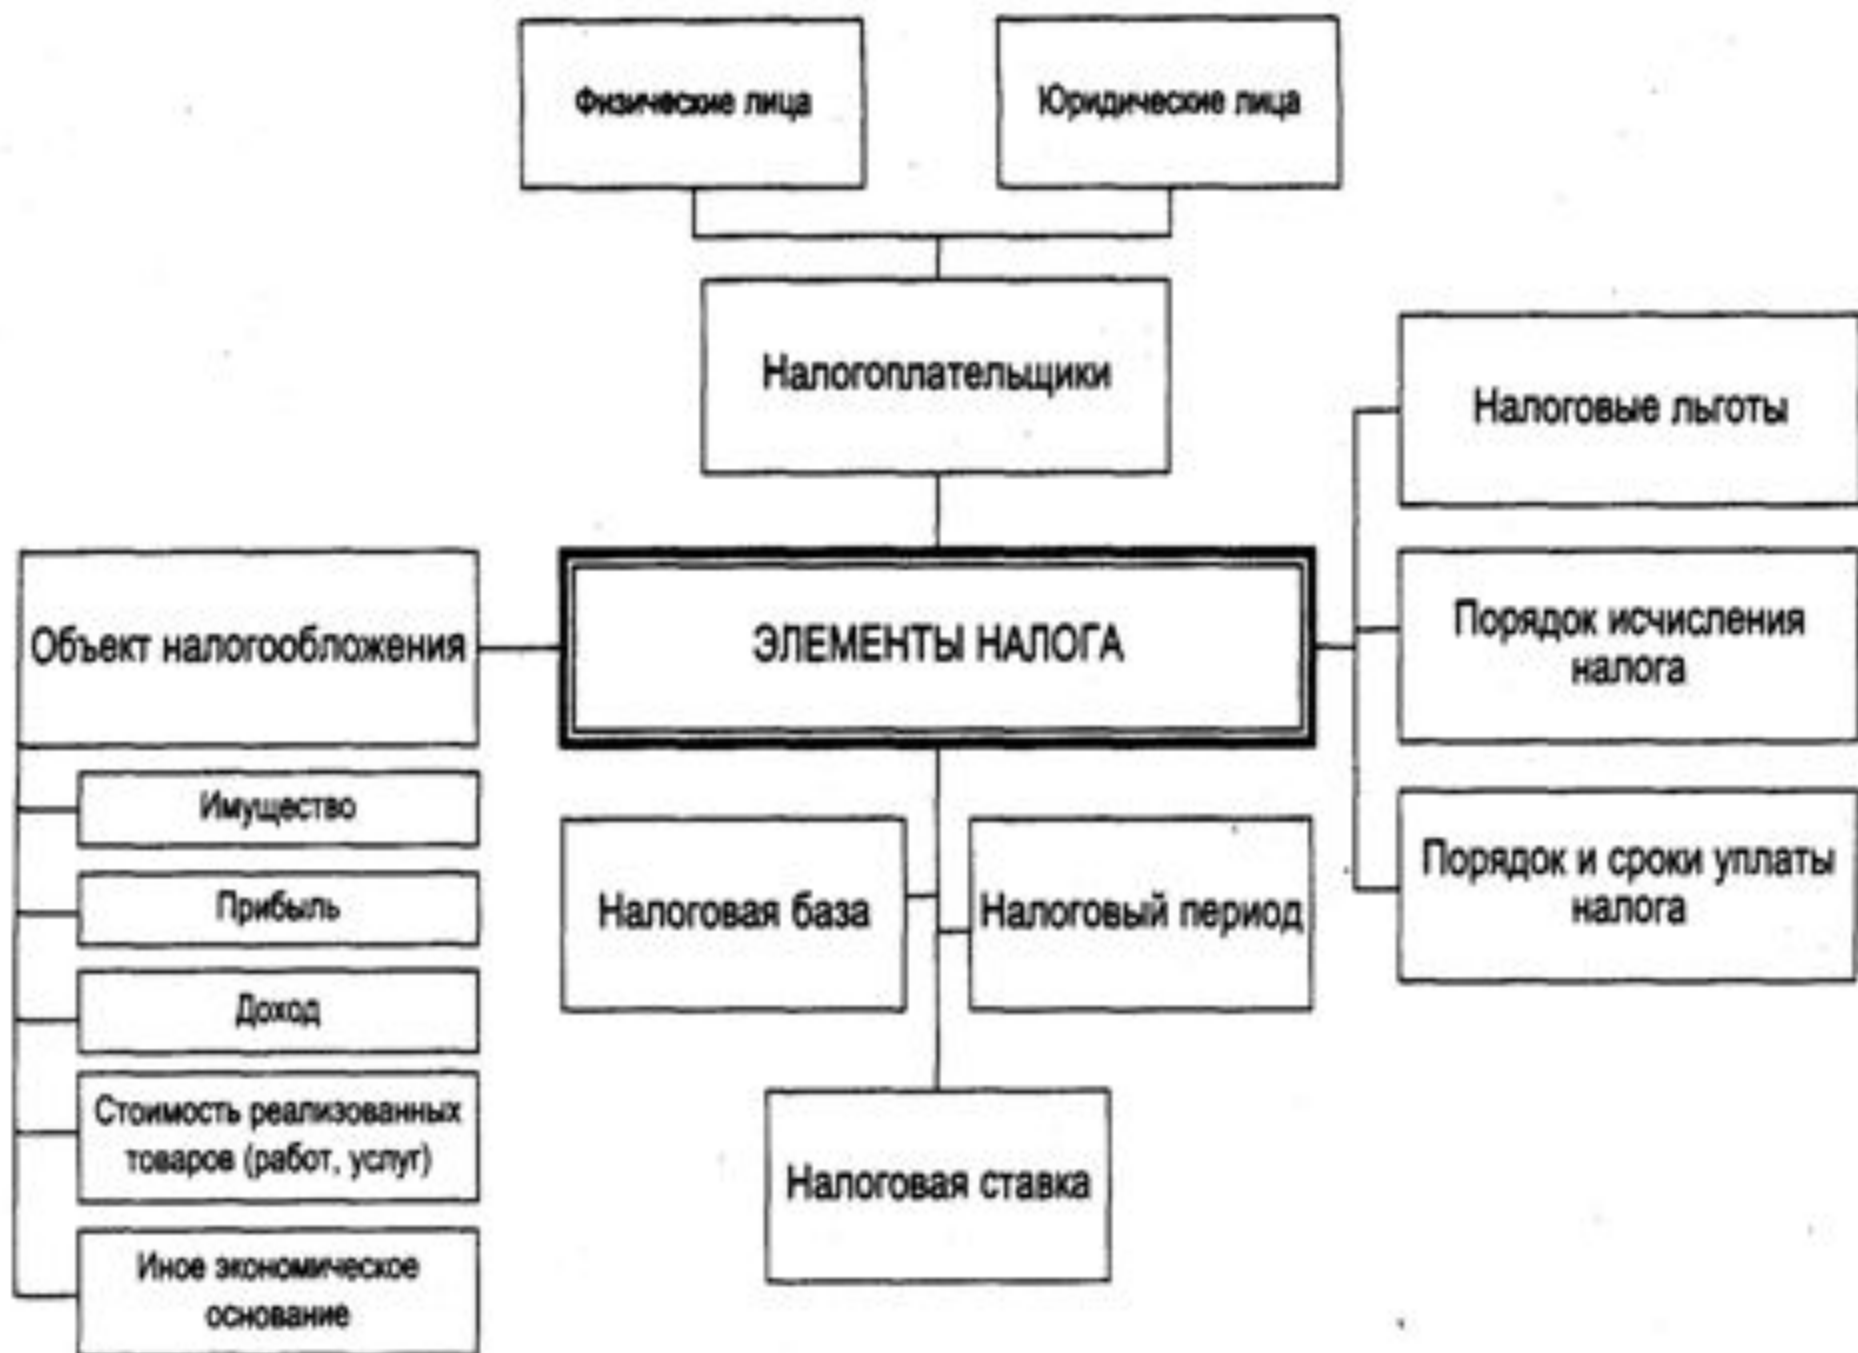 Физические лица
Юридические лица
Налогоплательщики
Налоговые льготы
Объект налогообложения
ЭЛЕМЕНТЫ НАЛОГА
Порядок исчисления
налога
Имущество
Прибыль
Доход
Стоимость реализованных
товаров (работ, услуг)
Иное экономическое
основание
Налоговая база
Налоговый период
Порядок и сроки уплаты
налога
Налоговая ставка